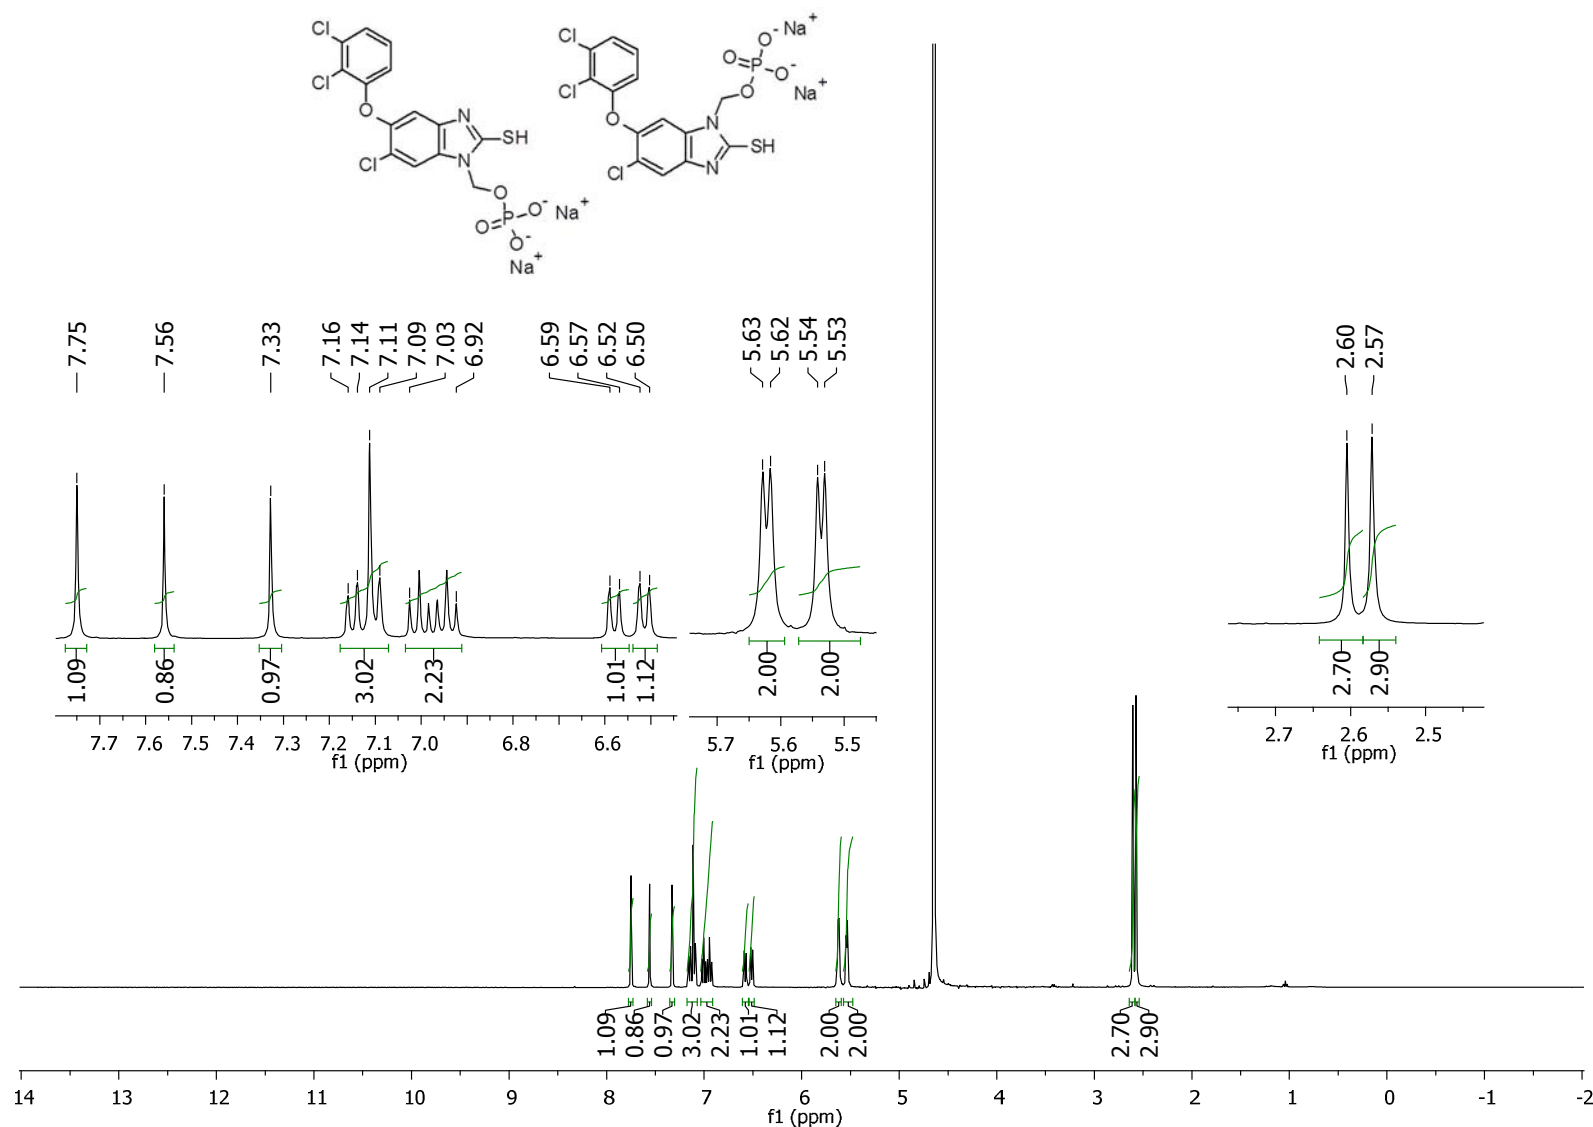 Cl
Cl
O
Cl
N
SH
N
O
O
P
O-
Na+
O-
Na+
Cl
Cl
O
Cl
N
SH
N
O
O
P
O-
Na+
O-
Na+
7.75
7.56
7.33
7.16
7.14
7.11
7.09
7.03
6.92
6.59
6.57
6.52
6.50
5.63
5.62
5.54
5.53
2.60
2.57
1.09
0.86
0.97
3.02
2.23
1.01
1.12
2.00
2.00
2.70
2.90
7.7 7.6 7.5 7.4 7.3 7.2 7.1 7.0 6.8 6.6
f1 (ppm)
5.7 5.6 5.5
f1 (ppm)
2.7 2.6 2.5
f1 (ppm)
1.09
0.86
0.97
3.02
2.23
1.01
1.12
2.00
2.00
2.70
2.90
14 13 12 11 10 9 8 7 6 5 4 3 2 1 0 -1 -2
f1 (ppm)